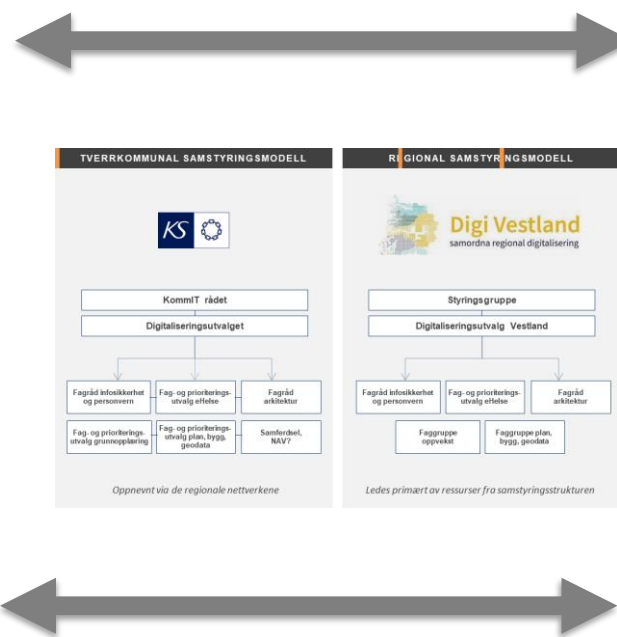 TVERRKOMMUNAL SAMSTYRINGSMODELL
KS
KommIT rådet
Digitaliseringsutvalget
Fagråd infosikkerhet
og personvern
Fag- og prioriterings-
utvalg eHelse
Fagråd
arkitektur
Fag- og prioriterings-
utvalg grunnopplæring
Fag- og prioriterings-
utvalg plan, bygg,
geodata
Samferdsel,
NAV?
Oppnevnt via de regionale nettverkene
REGIONAL SAMSTYRINGSMODELL
Digi Vestland
samordna regional digitalisering
Styringsgruppe
Digitaliseringsutvalg Vestland
Fagråd infosikkerhet
og personvern
Fag- og prioriterings-
utvalg eHelse
Fagråd
arkitektur
Faggruppe
oppvekst
Faggruppe plan,
bygg, geodata
Ledes primært av ressurser fra samstyringsstrukturen